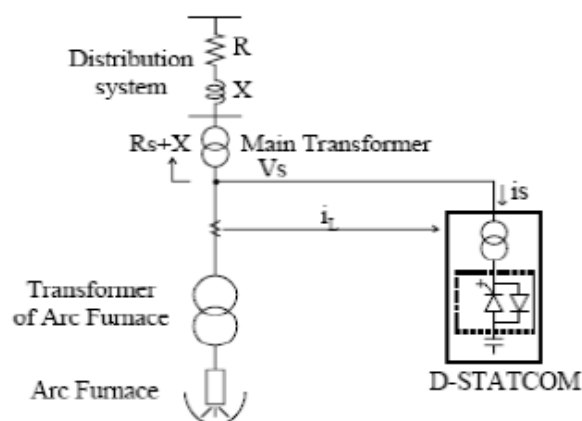 R
Distribution
system
X
Rs+X
Main Transformer
Vs
is
iL
Transformer
of Arc Furnace
+
D-STATCOM
Arc Furnace